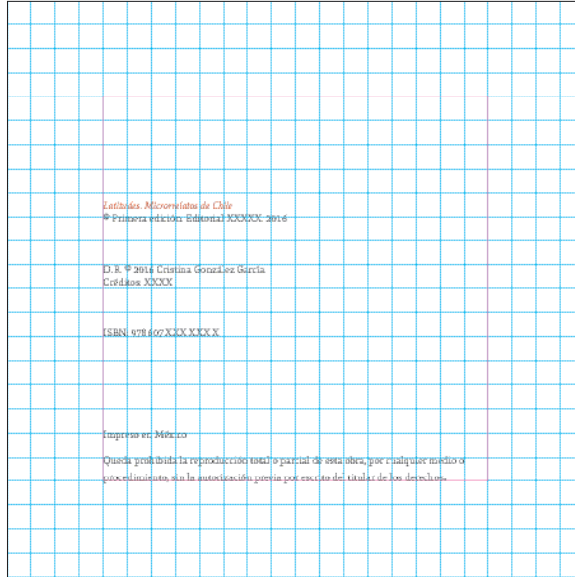 Latitudes. Microrrelatos de Chile
© Primera edición: Editorial XXXXX, 2016
D.R. © 2016 Cristina González García
Créditos: XXXX
ISBN: 978 607 XXX XXX X
Impreso en México
Queda prohibida la reproducción total o parcial de esta obra, por cualquier medio o
procedimiento, sin la autorización previa por escrito del titular de los derechos.